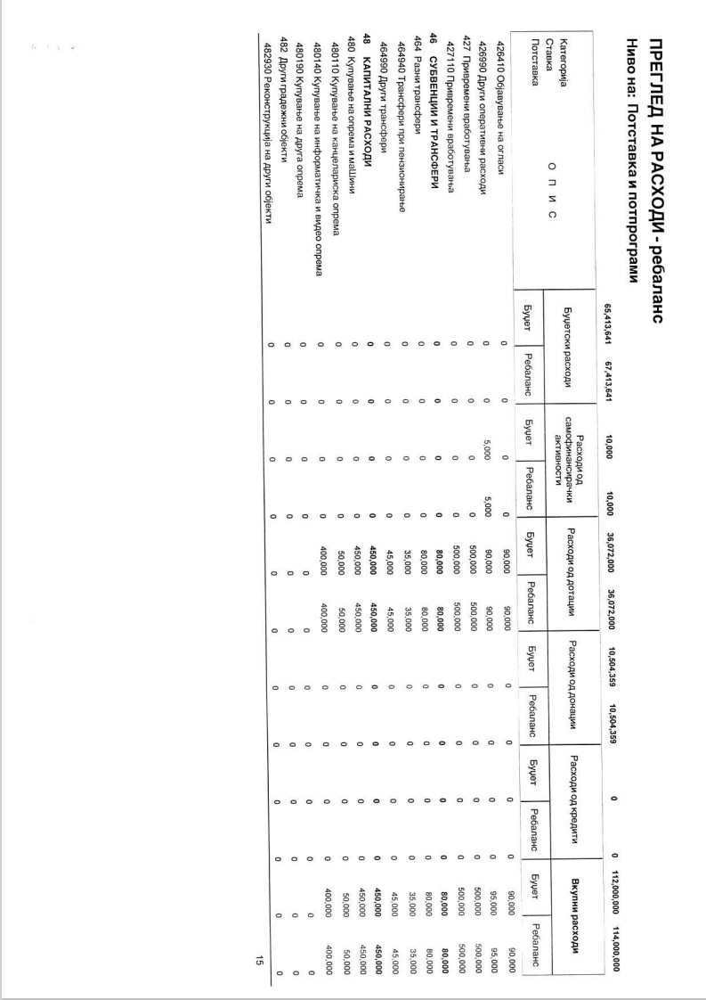 ПРЕГЛЕД НА РАСХОДИ - ребаланс
Ниво на: Потставка и потпрограми
65,413,641 67,413,641 10,000 10,000 36,072,000 36,072,000 10,504,359 10,504,359 0 0 112,000,000 114,000,000
Категорија
Ставка
Потставка
О П И С
Буџетски расходи
Расходи од самофинансирачки активности
Расходи од дотации
Расходи од донации
Расходи од кредити
Вкупни расходи
Буџет Ребаланс Буџет Ребаланс Буџет Ребаланс Буџет Ребаланс Буџет Ребаланс Буџет Ребаланс
426410 Објавување на огласи 0 0 0 0 90,000 90,000 0 0 0 0 90,000 90,000
426990 Други оперативни расходи 0 0 5,000 5,000 90,000 90,000 0 0 0 0 95,000 95,000
427 Привремени вработувања 0 0 0 0 500,000 500,000 0 0 0 0 500,000 500,000
427110 Привремени вработувања 0 0 0 0 500,000 500,000 0 0 0 0 500,000 500,000
46 СУБВЕНЦИИ И ТРАНСФЕРИ 0 0 0 0 80,000 80,000 0 0 0 0 80,000 80,000
464 Разни трансфери 0 0 0 0 80,000 80,000 0 0 0 0 80,000 80,000
464940 Трансфери при пензионирање 0 0 0 0 35,000 35,000 0 0 0 0 35,000 35,000
464990 Други трансфери 0 0 0 0 45,000 45,000 0 0 0 0 45,000 45,000
48 КАПИТАЛНИ РАСХОДИ 0 0 0 0 450,000 450,000 0 0 0 0 450,000 450,000
480 Купување на опрема и маШини 0 0 0 0 450,000 450,000 0 0 0 0 450,000 450,000
480110 Купување на канцелариска опрема 0 0 0 0 50,000 50,000 0 0 0 0 50,000 50,000
480140 Купување на информатичка и видео опрема 0 0 0 0 400,000 400,000 0 0 0 0 400,000 400,000
480190 Купување на друга опрема 0 0 0 0 0 0 0 0 0 0 0 0
482 Други градежни објекти 0 0 0 0 0 0 0 0 0 0 0 0
482930 Реконструкција на други објекти 0 0 0 0 0 0 0 0 0 0 0 0
15